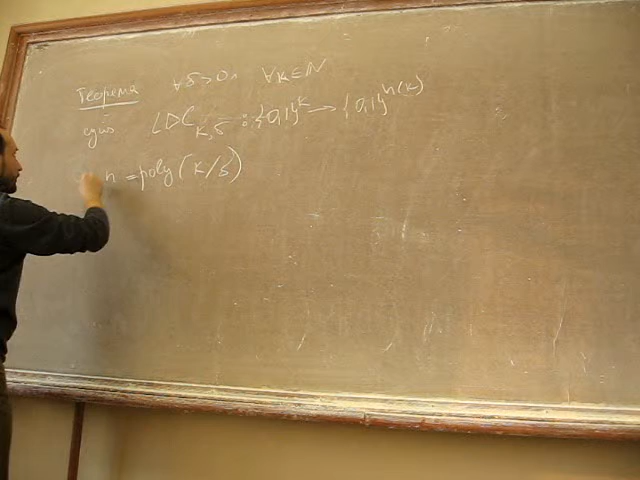 Теорема ∀δ>0, ∀k∈N
LDC_{k,δ} : {0,1}^k → {0,1}^{n(k)}
n = poly(k/δ)